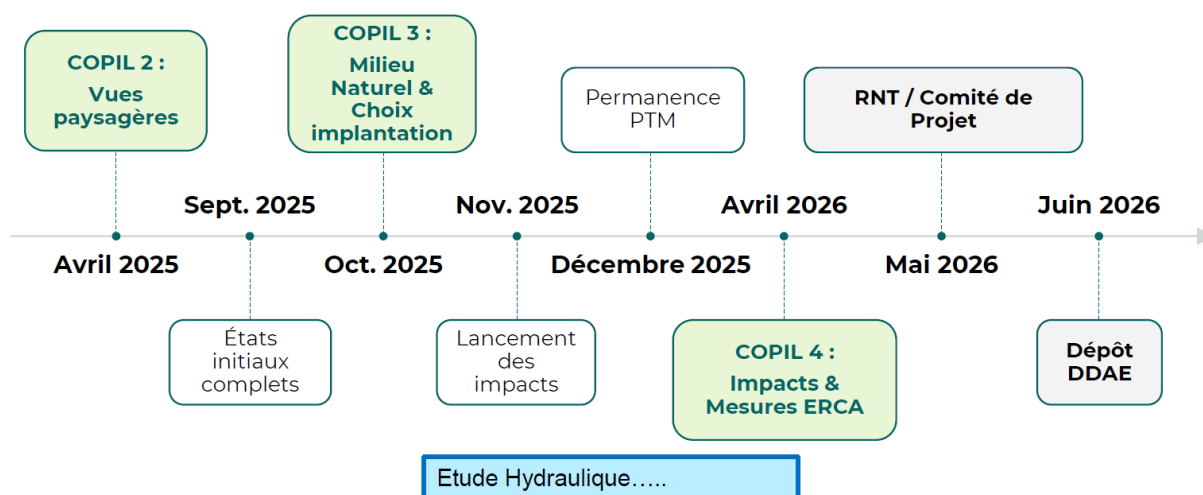 COPIL 2 :
Vues
paysagères
COPIL 3 :
Milieu
Naturel &
Choix
implantation
Permanence
PTM
RNT / Comité de
Projet
Sept. 2025
Nov. 2025
Avril 2026
Juin 2026
Avril 2025
Oct. 2025
Décembre 2025
Mai 2026
États
initiaux
complets
Lancement
des
impacts
COPIL 4 :
Impacts &
Mesures ERCA
Dépôt
DDAE
Etude Hydraulique…..